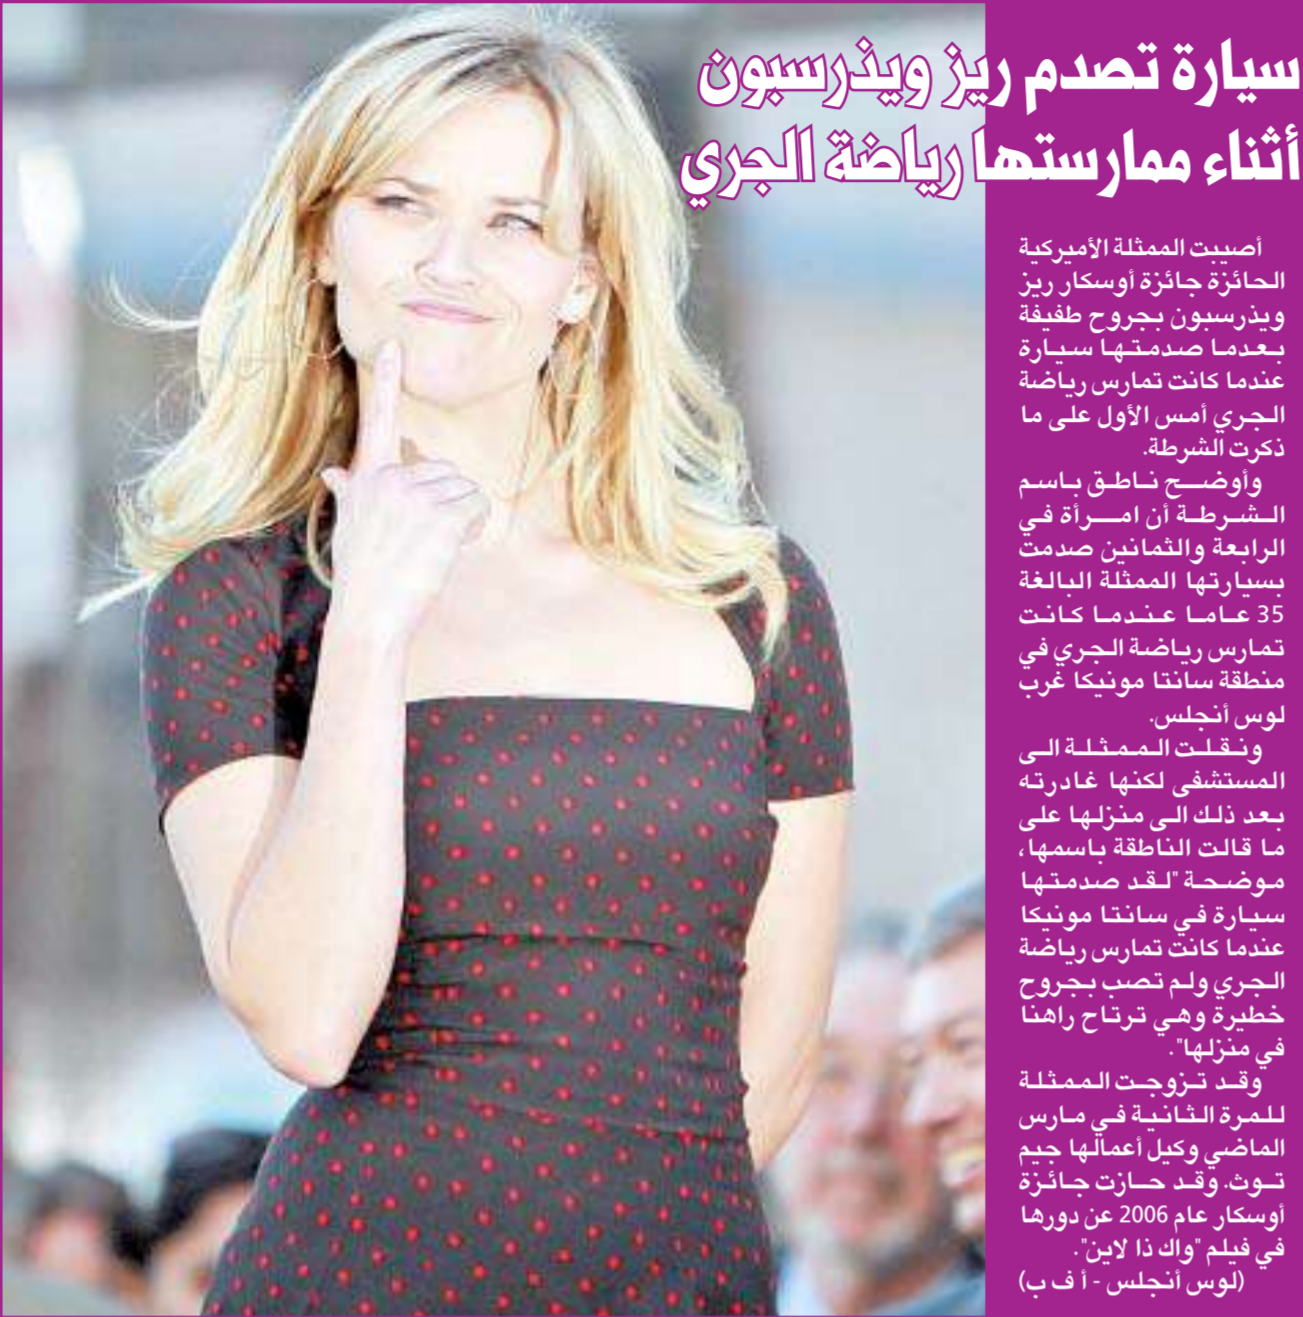 سيارة تصدم ريز ويذرسبون
أثناء ممارستها رياضة الجري
أصيبت الممثلة الأميركية
الحائزة جائزة أوسكار ريز
ويذرسبون بجروح طفيفة
بعدما صدمتها سيارة
عندما كانت تمارس رياضة
الجري أمس الأول على ما
ذكرت الشرطة.
وأوضح ناطق باسم
الشرطة أن امرأة في
الرابعة والثمانين صدمت
بسيارتها الممثلة البالغة
35 عاما عندما كانت
تمارس رياضة الجري في
منطقة سانتا مونيكا غرب
لوس أنجلس.
ونقلت الممثلة الى
المستشفى لكنها غادرته
بعد ذلك الى منزلها على
ما قالت الناطقة باسمها،
موضحة "لقد صدمتها
سيارة في سانتا مونيكا
عندما كانت تمارس رياضة
الجري ولم تصب بجروح
خطيرة وهي ترتاح راهنا
في منزلها".
وقد تزوجت الممثلة
للمرة الثانية في مارس
الماضي وكيل أعمالها جيم
توث. وقد حازت جائزة
أوسكار عام 2006 عن دورها
في فيلم "واك ذا لاين".
(لوس أنجلس - أ ف ب)